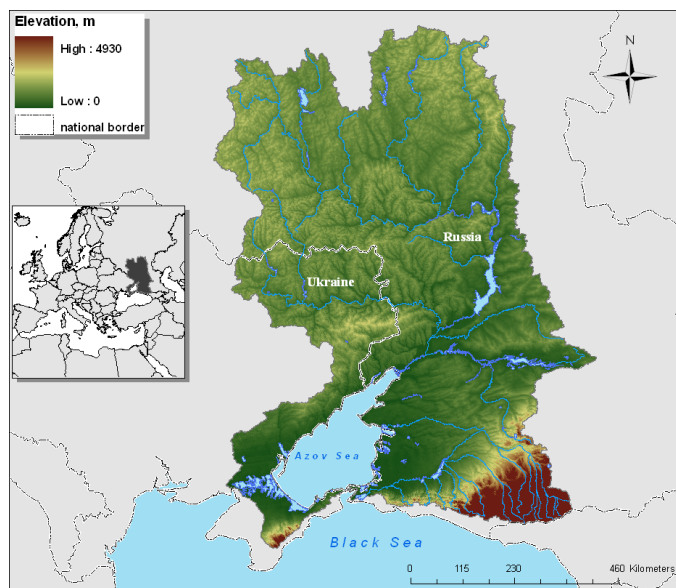 Elevation, m
High : 4930
Low : 0
national border
N
Russia
Ukraine
Azov Sea
Black Sea
0 115 230 460 Kilometers